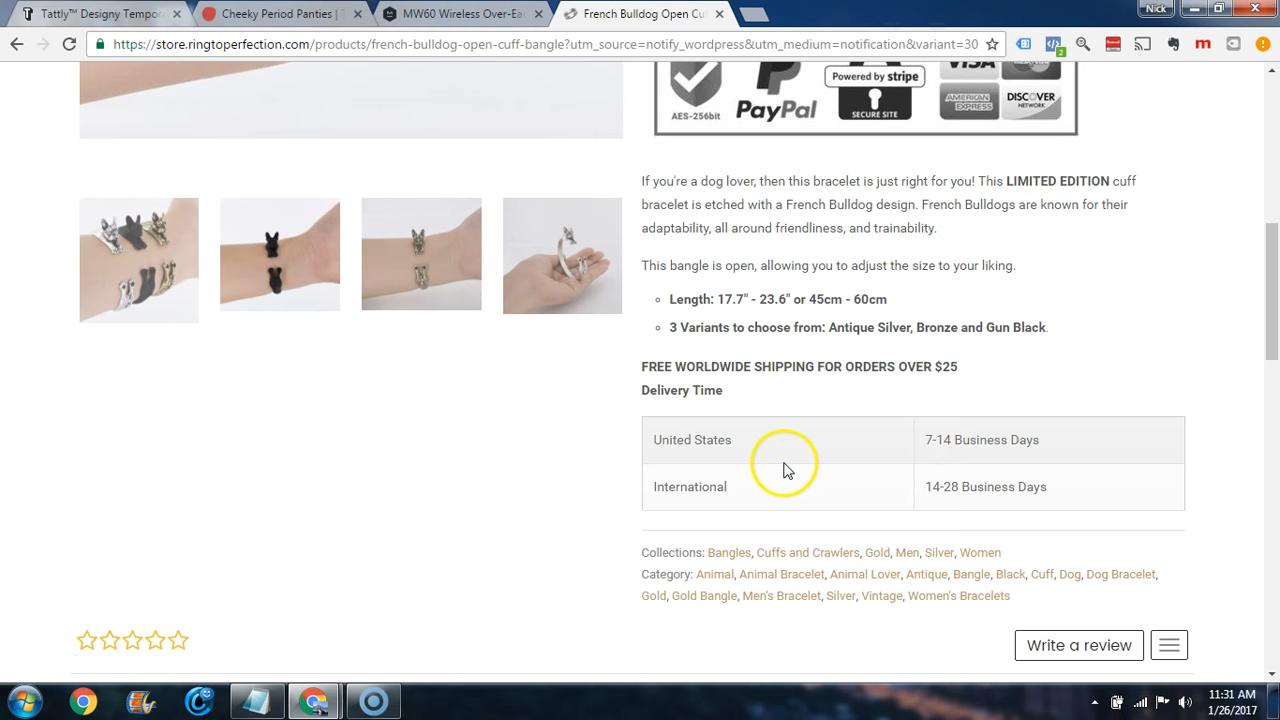 Tattly™ Designy Tempora
Cheeky Period Panties | T
MW60 Wireless Over-Ear
French Bulldog Open Cuf
Nick
https://store.ringtoperfection.com/products/french-bulldog-open-cuff-bangle?utm_source=notify_wordpress&utm_medium=notification&variant=30
2
m
AES-256bit
PayPal
Powered by stripe
SECURE SITE
VISA
AMERICAN EXPRESS
DISCOVER NETWORK
If you're a dog lover, then this bracelet is just right for you! This LIMITED EDITION cuff
bracelet is etched with a French Bulldog design. French Bulldogs are known for their
adaptability, all around friendliness, and trainability.
This bangle is open, allowing you to adjust the size to your liking.
Length: 17.7" - 23.6" or 45cm - 60cm
3 Variants to choose from: Antique Silver, Bronze and Gun Black.
FREE WORLDWIDE SHIPPING FOR ORDERS OVER $25
Delivery Time
United States 7-14 Business Days
International 14-28 Business Days
Collections: Bangles, Cuffs and Crawlers, Gold, Men, Silver, Women
Category: Animal, Animal Bracelet, Animal Lover, Antique, Bangle, Black, Cuff, Dog, Dog Bracelet,
Gold, Gold Bangle, Men's Bracelet, Silver, Vintage, Women's Bracelets
Write a review
11:31 AM
1/26/2017